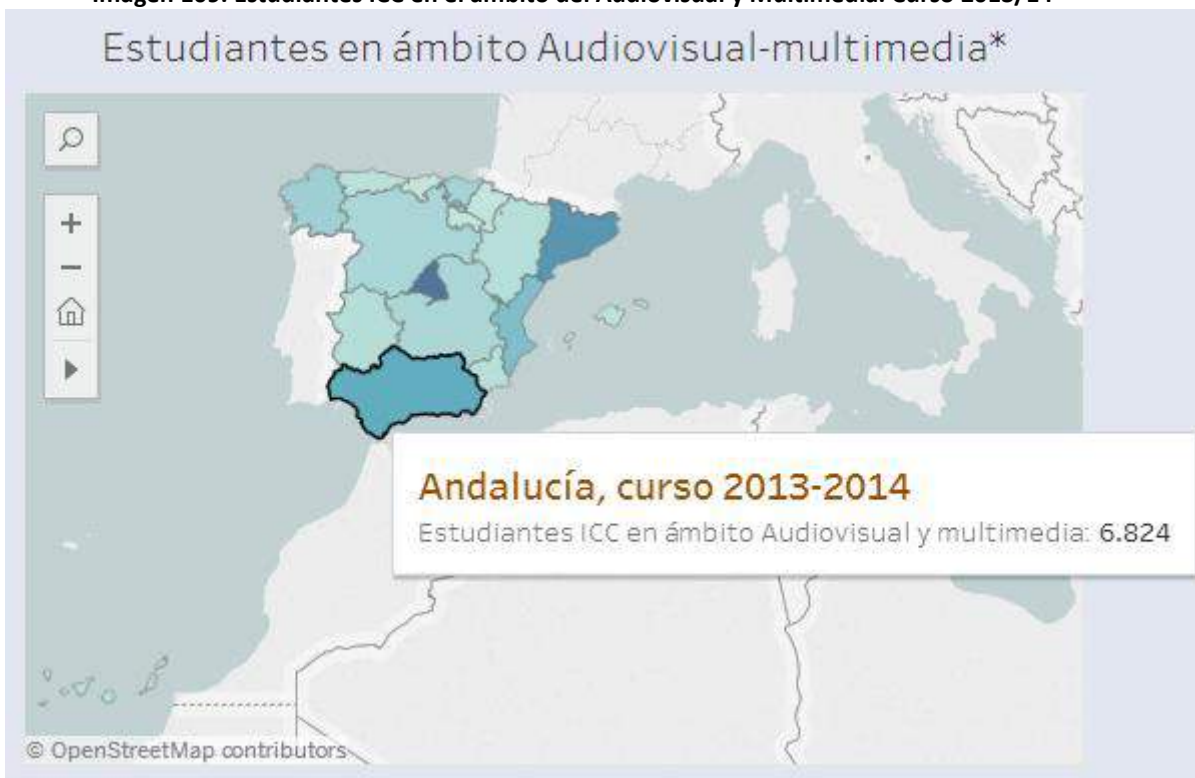 Estudiantes en ámbito Audiovisual-multimedia*
Andalucía, curso 2013-2014
Estudiantes ICC en ámbito Audiovisual y multimedia: 6.824
© OpenStreetMap contributors